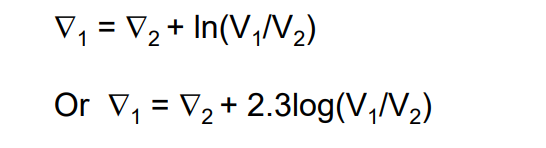 ∇₁ = ∇₂ + ln(V₁/V₂)
Or ∇₁ = ∇₂ + 2.3log(V₁/V₂)